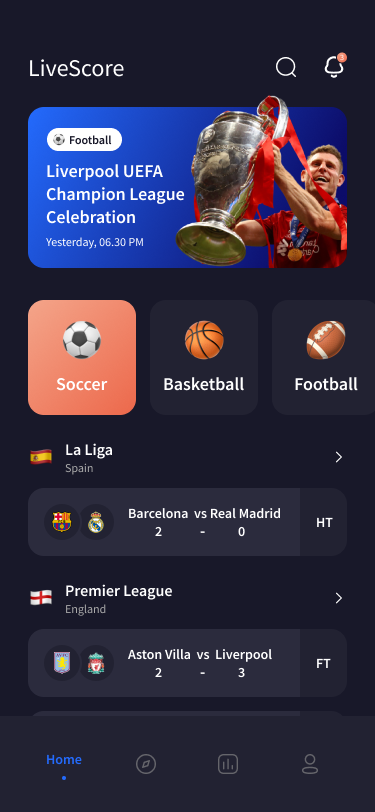 LiveScore
3
Football
Liverpool UEFA
Champion League
Celebration
Yesterday, 06.30 PM
Soccer
Basketball
Football
La Liga
Spain
Barcelona vs Real Madrid
2 - 0
HT
Premier League
England
Aston Villa vs Liverpool
2 - 3
FT
Home